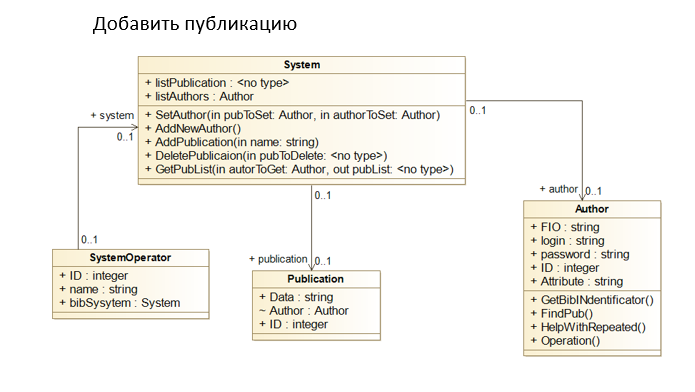 Добавить публикацию
System
+ listPublication : <no type>
+ listAuthors : Author
+ SetAuthor(in pubToSet: Author, in authorToSet: Author)
+ AddNewAuthor()
+ AddPublication(in name: string)
+ DeletePublicaion(in pubToDelete: <no type>)
+ GetPubList(in autorToGet: Author, out pubList: <no type>)
+ system
0..1
0..1
0..1
0..1
+ publication
0..1
+ author
0..1
SystemOperator
+ ID : integer
+ name : string
+ bibSysytem : System
Publication
+ Data : string
~ Author : Author
+ ID : integer
Author
+ FIO : string
+ login : string
+ password : string
+ ID : integer
+ Attribute : string
+ GetBibINdentificator()
+ FindPub()
+ HelpWithRepeated()
+ Operation()